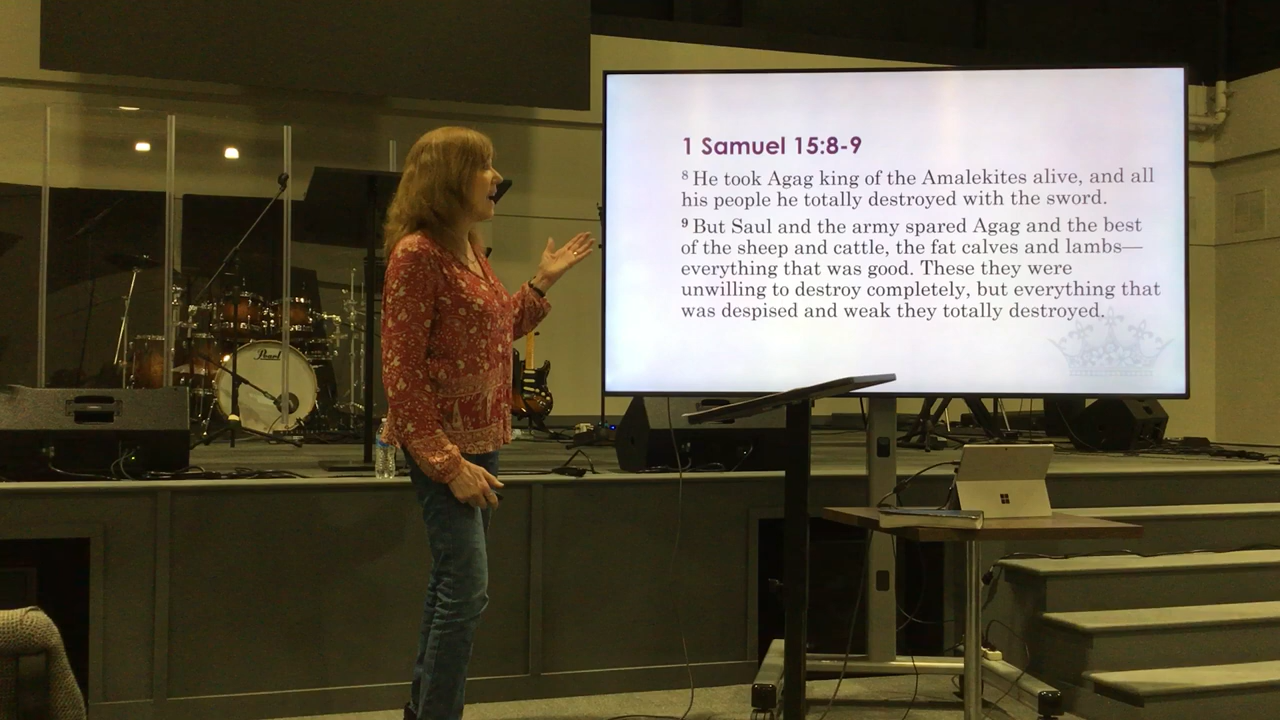 1 Samuel 15:8-9
⁸ He took Agag king of the Amalekites alive, and all
his people he totally destroyed with the sword.
⁹ But Saul and the army spared Agag and the best
of the sheep and cattle, the fat calves and lambs—
everything that was good. These they were
unwilling to destroy completely, but everything that
was despised and weak they totally destroyed.
Pearl